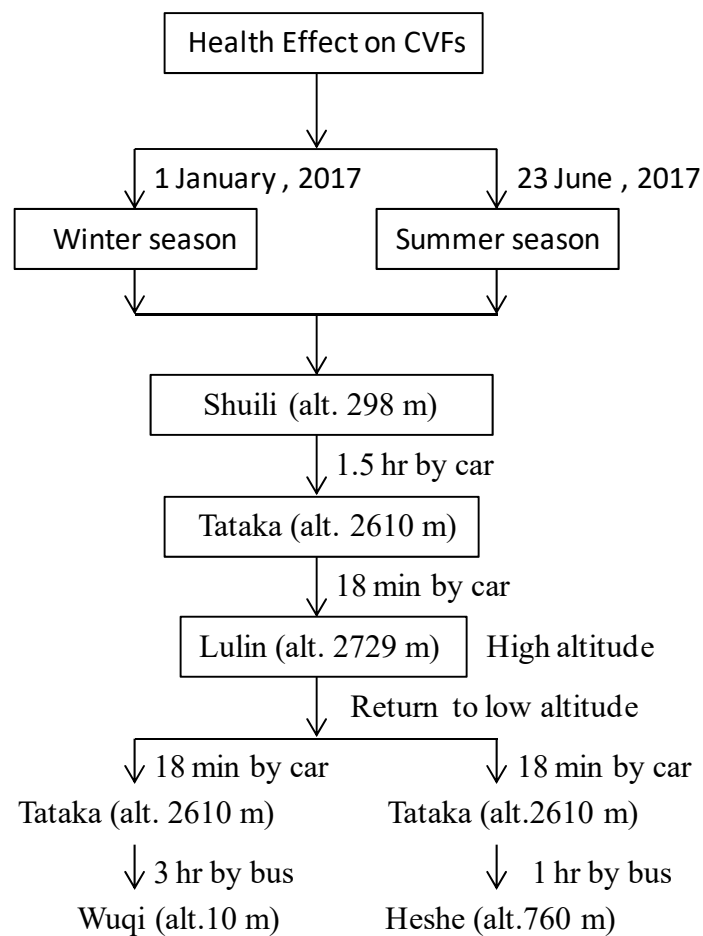 Health Effect on CVFs
1 January , 2017
23 June , 2017
Winter season
Summer season
Shuili (alt. 298 m)
1.5 hr by car
Tataka (alt. 2610 m)
18 min by car
Lulin (alt. 2729 m)
High altitude
Return to low altitude
18 min by car
18 min by car
Tataka (alt. 2610 m)
Tataka (alt.2610 m)
3 hr by bus
1 hr by bus
Wuqi (alt.10 m)
Heshe (alt.760 m)